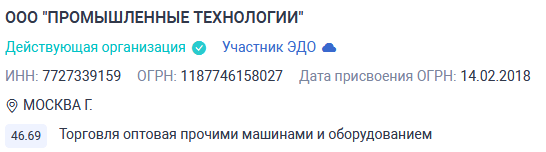 ООО "ПРОМЫШЛЕННЫЕ ТЕХНОЛОГИИ"
Действующая организация Участник ЭДО
ИНН: 7727339159 ОГРН: 1187746158027 Дата присвоения ОГРН: 14.02.2018
МОСКВА Г.
46.69 Торговля оптовая прочими машинами и оборудованием